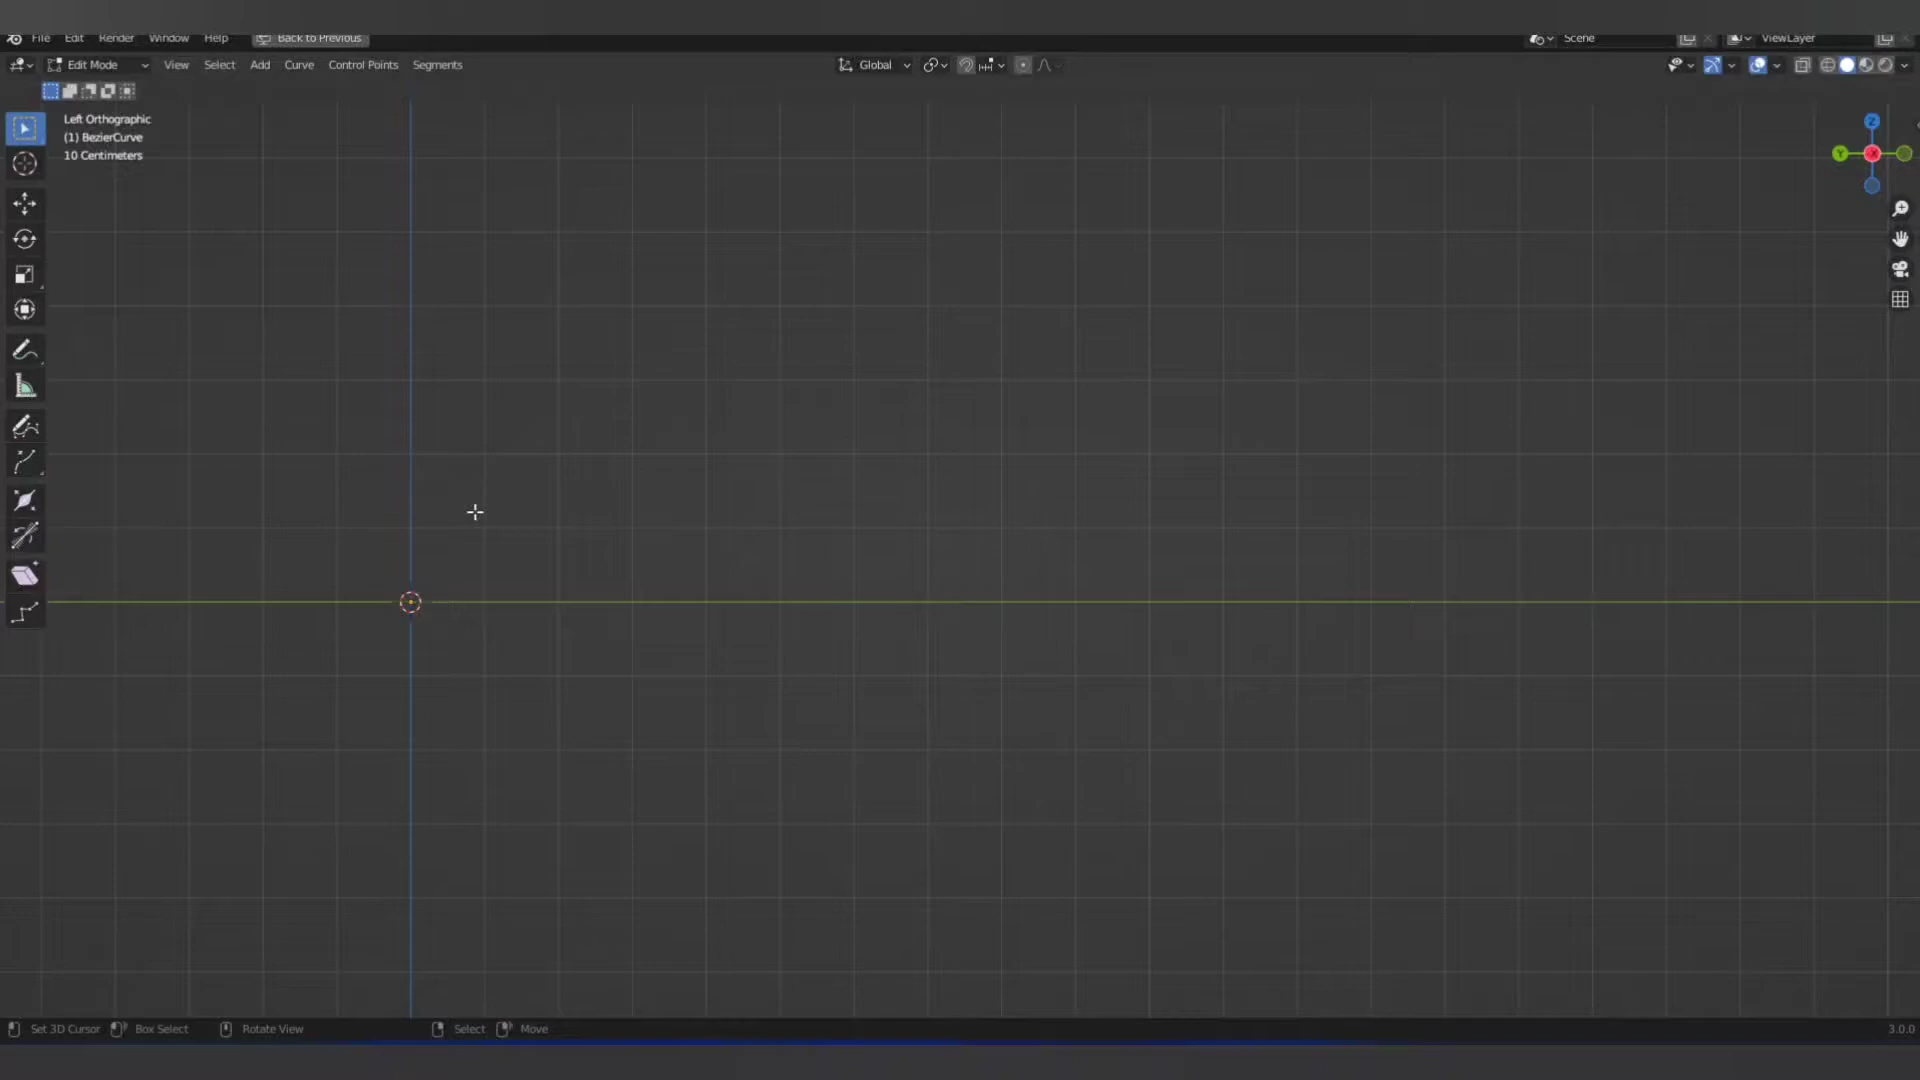 File Edit Render Window Help Back to Previous Scene ViewLayer
Edit Mode View Select Add Curve Control Points Segments Global
Left Orthographic
(1) BezierCurve
10 Centimeters
Z
Y X
Set 3D Cursor Box Select Rotate View Select Move 3.0.0